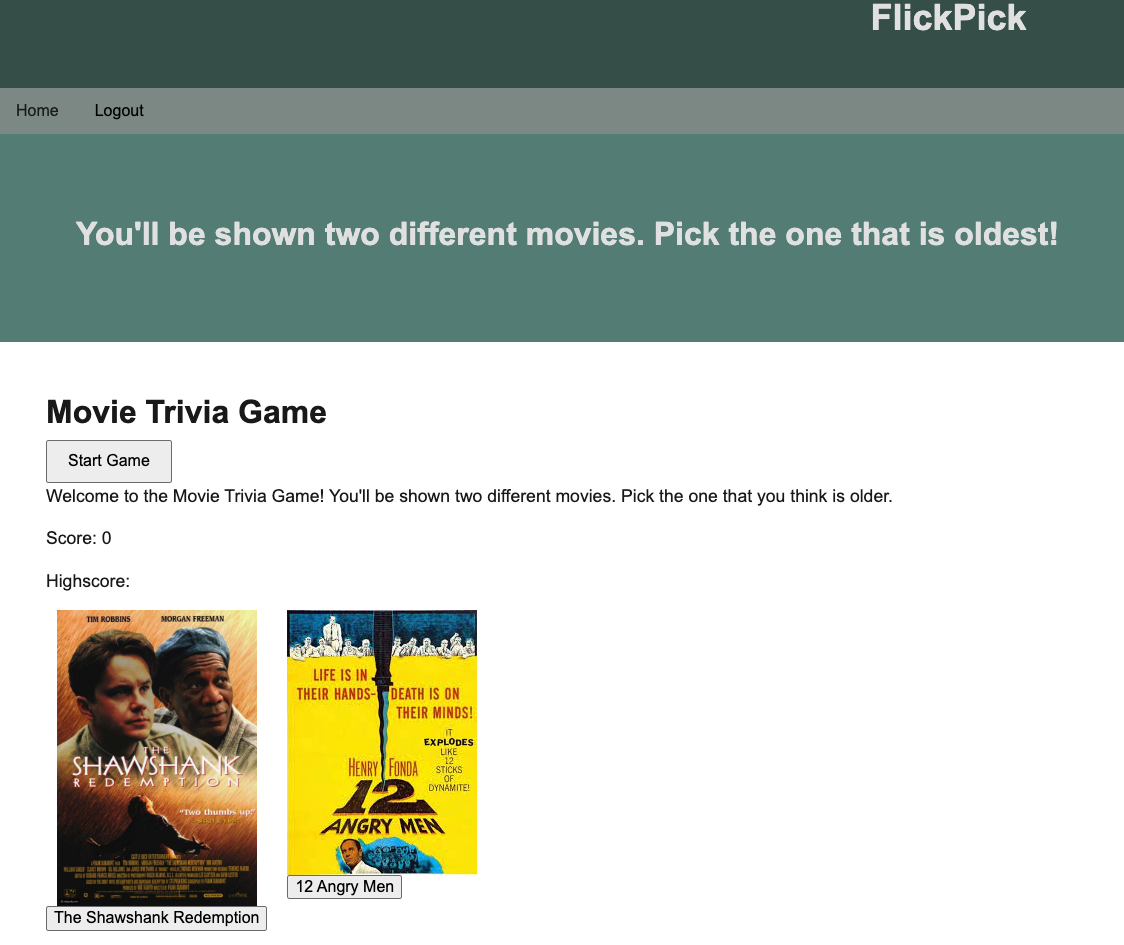 FlickPick
Home Logout
You'll be shown two different movies. Pick the one that is oldest!
Movie Trivia Game
Start Game
Welcome to the Movie Trivia Game! You'll be shown two different movies. Pick the one that you think is older.
Score: 0
Highscore:
TIM ROBBINS MORGAN FREEMAN
THE
SHAWSHANK
REDEMPTION
"Two thumbs up!"
LIFE IS IN
THEIR HANDS- DEATH IS ON
THEIR MINDS!
IT
EXPLODES
LIKE
12
STICKS
OF
DYNAMITE!
HENRY FONDA
12
ANGRY MEN
12 Angry Men
The Shawshank Redemption